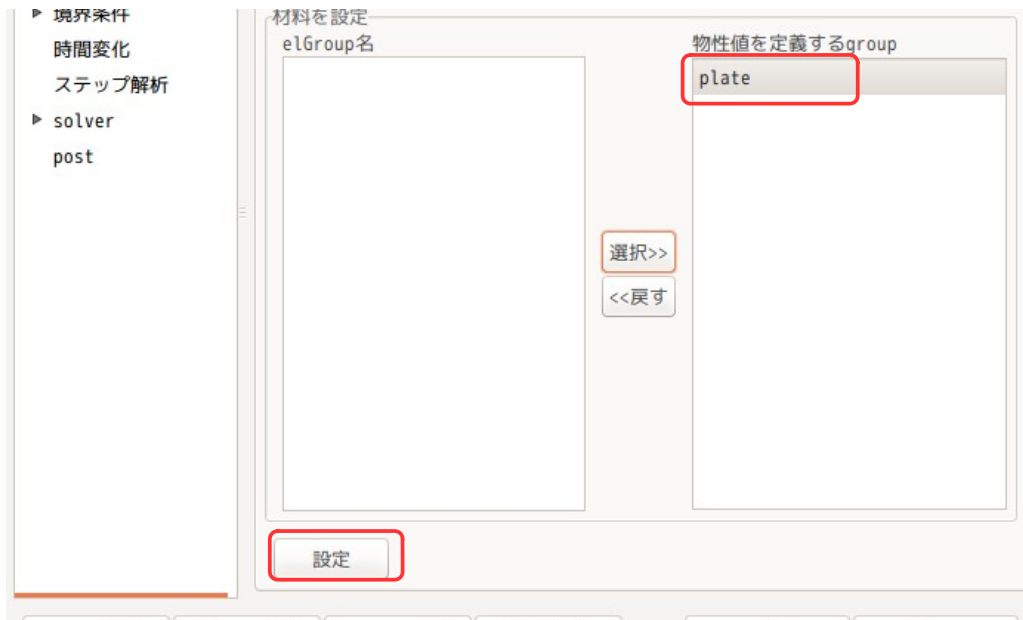 境界条件
時間変化
ステップ解析
solver
post
材料を設定
elGroup名
物性値を定義するgroup
plate
選択>>
<<戻す
設定